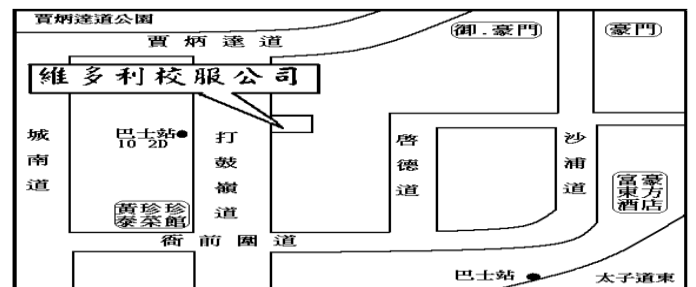 賈炳達道公園
賈炳達道
御.豪門
豪門
維多利校服公司
城南道
巴士站
10 2D
打鼓嶺道
啓德道
沙浦道
黃珍珍
泰菜館
富豪
東方
酒店
衙前圍道
巴士站
太子道東